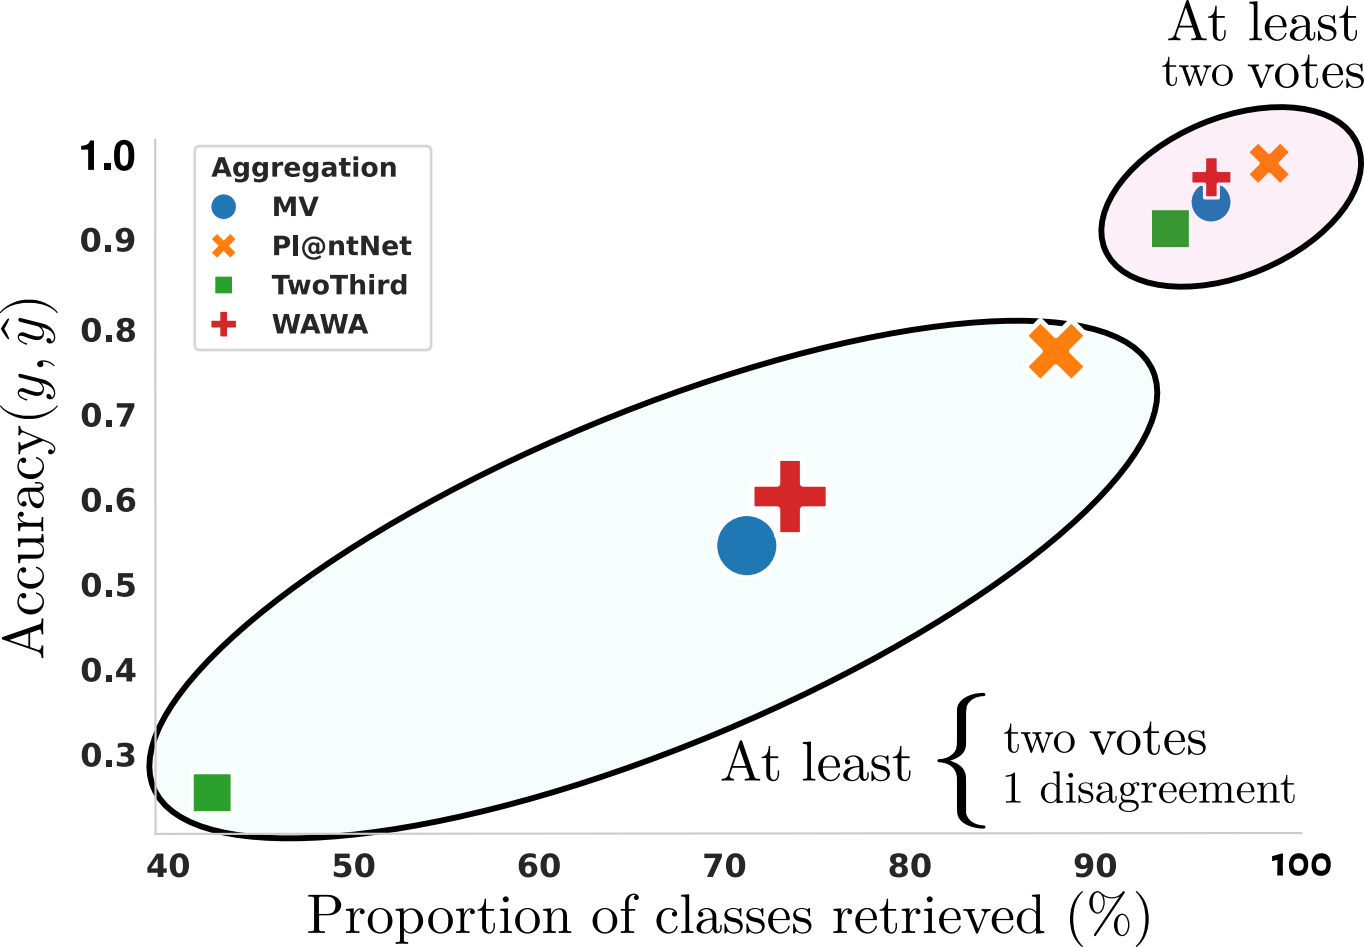 At least
two votes
1.0
0.9
0.8
0.7
0.6
0.5
0.4
0.3
Accuracy(y, ŷ)
Aggregation
MV
Pl@ntNet
TwoThird
WAWA
At least {
two votes
1 disagreement
40 50 60 70 80 90 100
Proportion of classes retrieved (%)